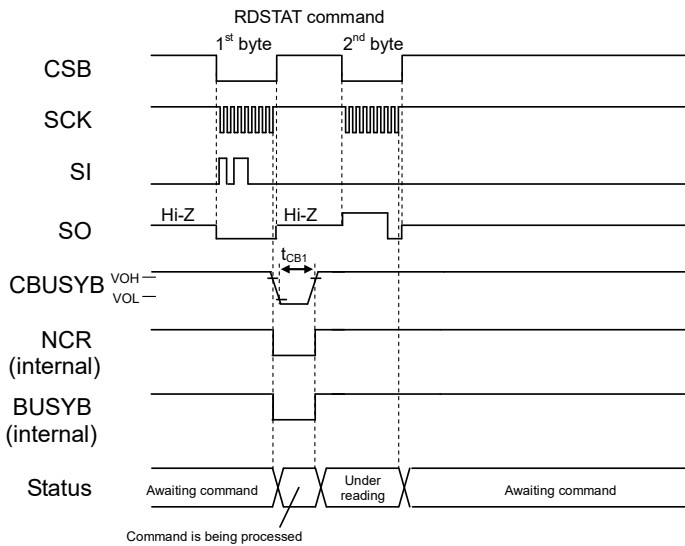 RDSTAT command
1st byte
2nd byte
CSB
SCK
SI
Hi-Z
Hi-Z
SO
tCB1
VOH
CBUSYB
VOL
NCR
(internal)
BUSYB
(internal)
Status
Awaiting command
Under
reading
Awaiting command
Command is being processed